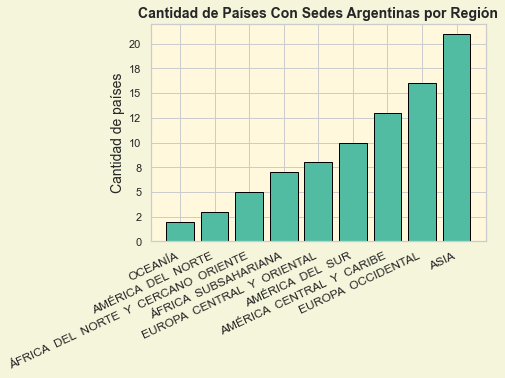 Cantidad de Países Con Sedes Argentinas por Región
Cantidad de países
20
18
15
12
10
8
5
2
0
OCEANÍA
AMÉRICA DEL NORTE
ÁFRICA DEL NORTE Y CERCANO ORIENTE
ÁFRICA SUBSAHARIANA
EUROPA CENTRAL Y ORIENTAL
AMÉRICA DEL SUR
AMÉRICA CENTRAL Y CARIBE
EUROPA OCCIDENTAL
ASIA